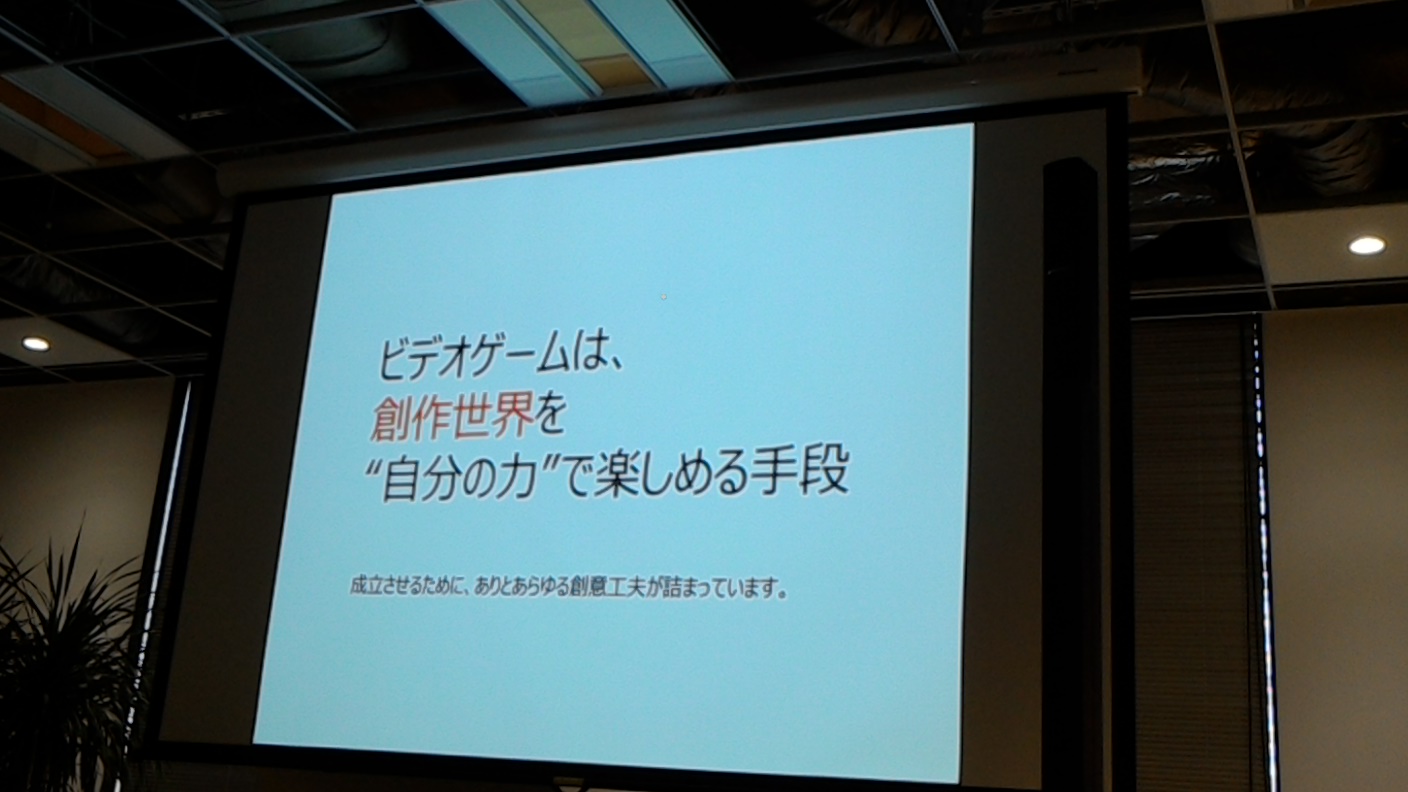 ビデオゲームは、
創作世界を
“自分の力”で楽しめる手段
成立させるために、ありとあらゆる創意工夫が詰まっています。